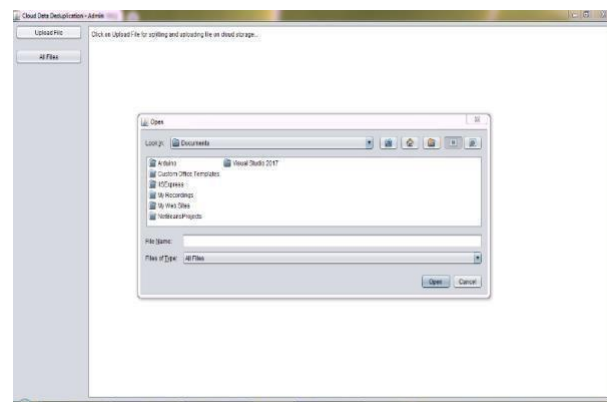 Cloud Data Deduplication - Admin
Upload File
Click on Upload File for spliting and uploading file on cloud storage...
All Files
Open
Look In: Documents
Arduino
Visual Studio 2017
Custom Office Templates
IISExpress
My Recordings
My Web Sites
NetBeansProjects
File Name:
Files of Type: All Files
Open
Cancel